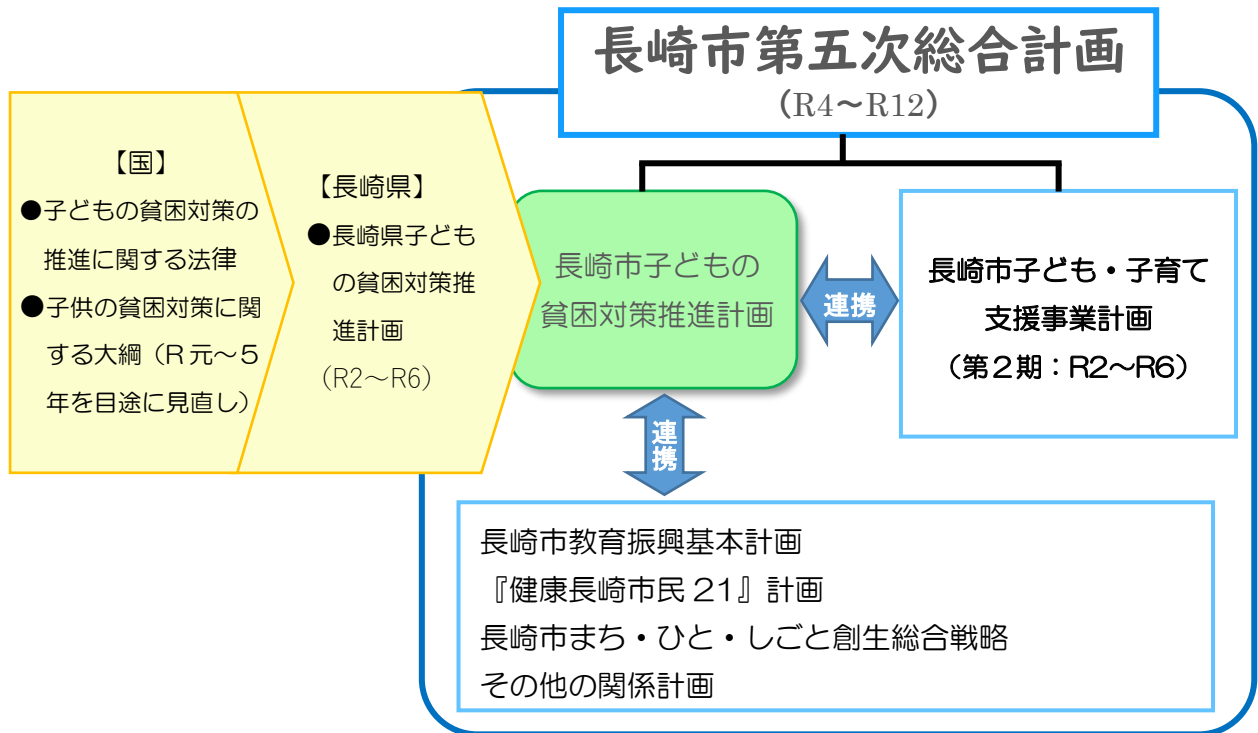 長崎市第五次総合計画
(R4～R12)
【国】
●子どもの貧困対策の
推進に関する法律
●子供の貧困対策に関
する大綱（R元～5
年を目途に見直し）
【長崎県】
●長崎県子ども
の貧困対策推
進計画
（R2～R6）
長崎市子どもの
貧困対策推進計画
連携
長崎市子ども・子育て
支援事業計画
（第2期：R2～R6）
連
携
長崎市教育振興基本計画
『健康長崎市民21』計画
長崎市まち・ひと・しごと創生総合戦略
その他の関係計画